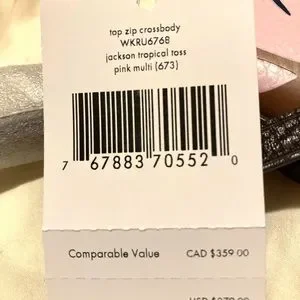 top zip crossbody
WKRU6768
jackson tropical toss
pink multi (673)
7 67883 70552 0
Comparable Value CAD $359.00